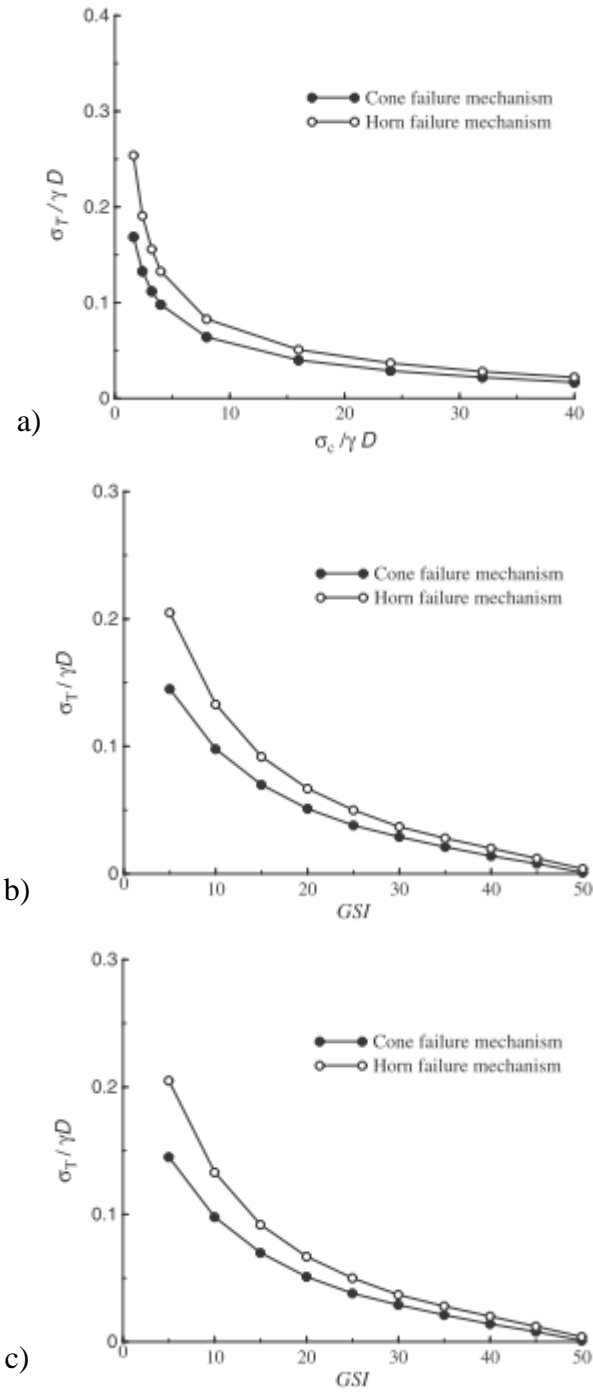 0.4
Cone failure mechanism
Horn failure mechanism
0.3
σT / γ D
0.2
0.1
0
0 10 20 30 40
a)
σc / γ D
0.3
Cone failure mechanism
Horn failure mechanism
0.2
σT / γD
0.1
0
0 10 20 30 40 50
b)
GSI
0.3
Cone failure mechanism
Horn failure mechanism
0.2
σT / γD
0.1
0
0 10 20 30 40 50
c)
GSI